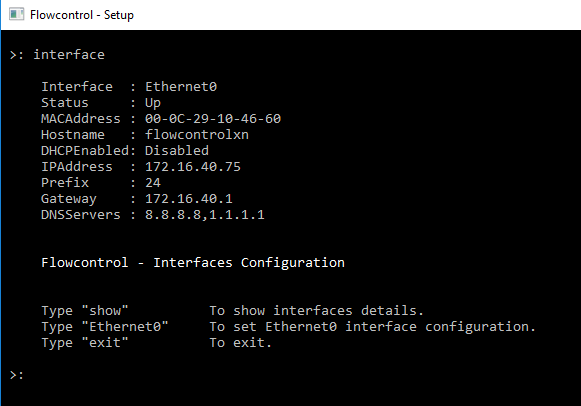 Flowcontrol - Setup
>: interface
Interface  : Ethernet0
Status     : Up
MACAddress : 00-0C-29-10-46-60
Hostname   : flowcontrolxn
DHCPEnabled: Disabled
IPAddress  : 172.16.40.75
Prefix     : 24
Gateway    : 172.16.40.1
DNSServers : 8.8.8.8,1.1.1.1
Flowcontrol - Interfaces Configuration
Type "show"          To show interfaces details.
Type "Ethernet0"     To set Ethernet0 interface configuration.
Type "exit"          To exit.
>: